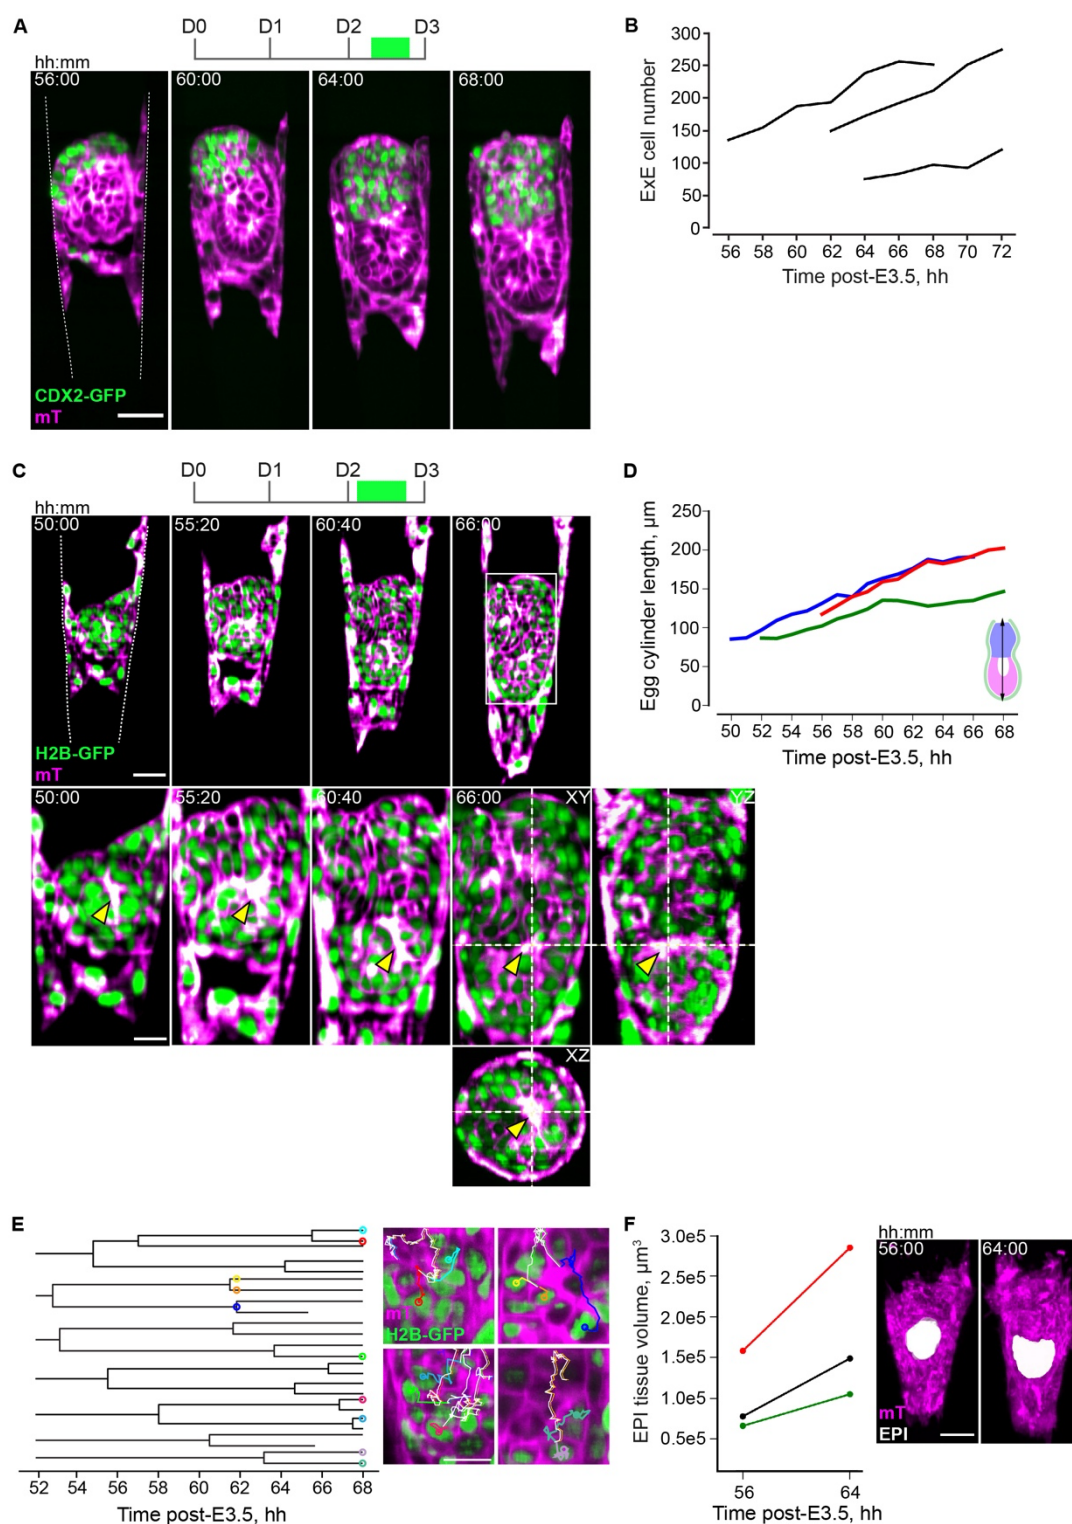 A
D0 D1 D2 D3
hh:mm
56:00 60:00 64:00 68:00
CDX2-GFP
mT
B
300
250
200
150
100
50
0
ExE cell number
56 58 60 62 64 66 68 70 72
Time post-E3.5, hh
C
D0 D1 D2 D3
hh:mm
50:00 55:20 60:40 66:00
H2B-GFP
mT
50:00 55:20 60:40 66:00 XY YZ
XZ
D
250
200
150
100
50
0
Egg cylinder length, µm
50 52 54 56 58 60 62 64 66 68
Time post-E3.5, hh
E
52 54 56 58 60 62 64 66 68
Time post-E3.5, hh
m
H2B-GFP
F
3.0e5
2.5e5
2.0e5
1.5e5
1.0e5
0.5e5
EPI tissue volume, µm³
56 64
Time post-E3.5, hh
hh:mm
56:00 64:00
mT
EPI